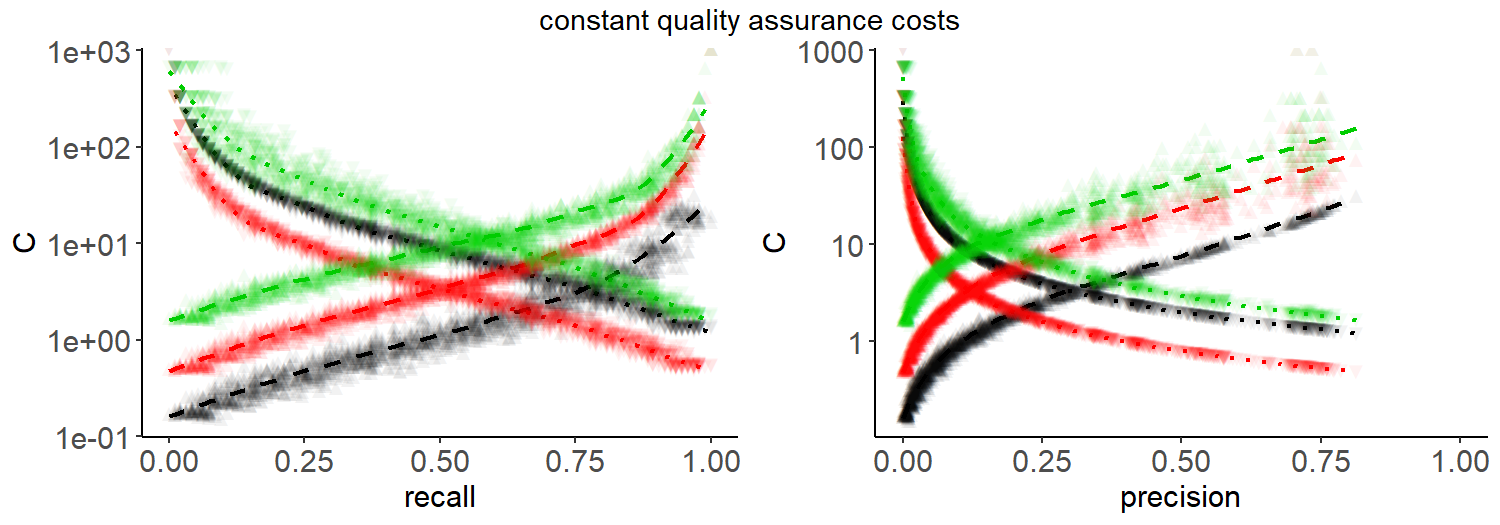 constant quality assurance costs
C
1e+03
1e+02
1e+01
1e+00
1e-01
0.00 0.25 0.50 0.75 1.00
recall
C
1000
100
10
1
0.00 0.25 0.50 0.75 1.00
precision